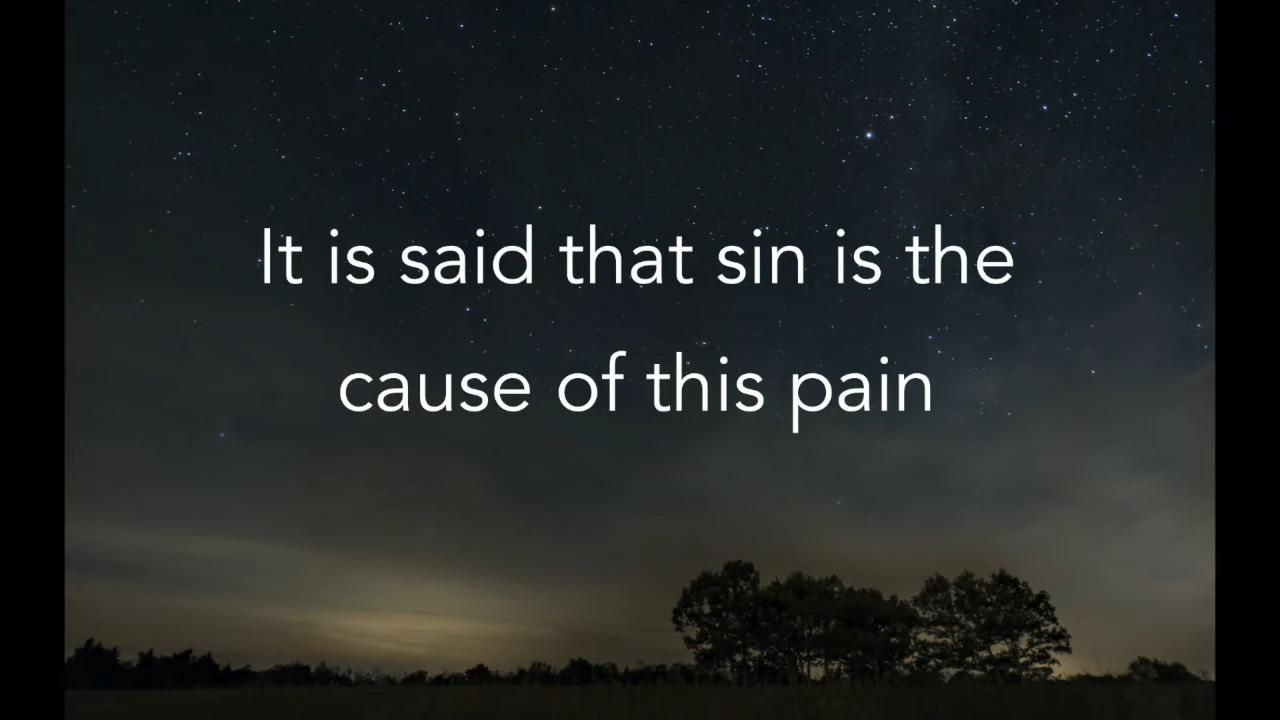 It is said that sin is the
cause of this pain